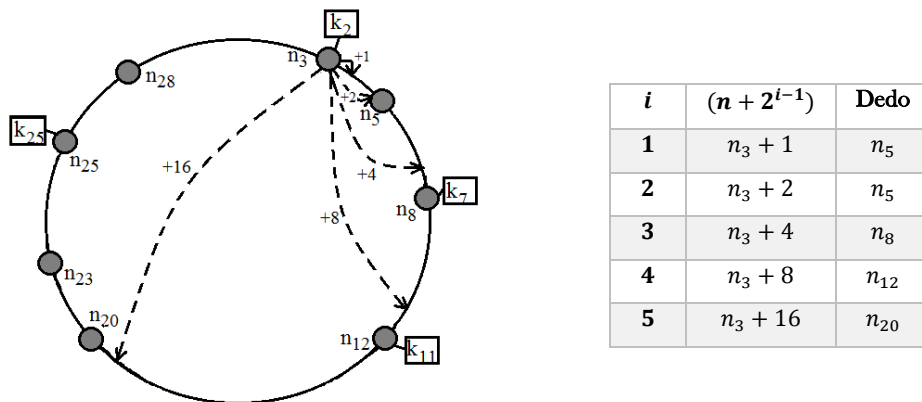 k₂
n₃
+1
n₂₈
+2
n₅
k₂₅
n₂₅
+16
+4
k₇
n₈
+8
n₂₃
n₂₀
n₁₂
k₁₁
i (n + 2ⁱ⁻¹) Dedo
1 n₃ + 1 n₅
2 n₃ + 2 n₅
3 n₃ + 4 n₈
4 n₃ + 8 n₁₂
5 n₃ + 16 n₂₀